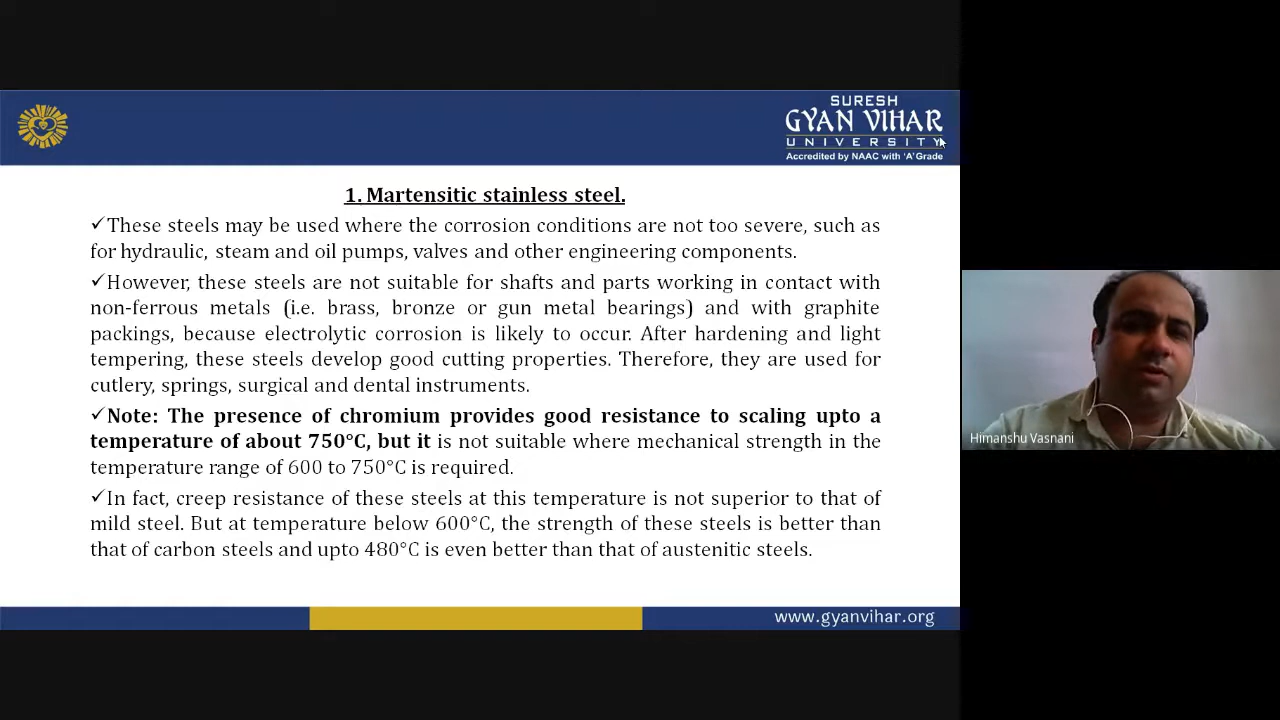 SURESH
GYAN VIHAR
UNIVERSITY
Accredited by NAAC with 'A' Grade
1. Martensitic stainless steel.
✓These steels may be used where the corrosion conditions are not too severe, such as
for hydraulic, steam and oil pumps, valves and other engineering components.
✓However, these steels are not suitable for shafts and parts working in contact with
non-ferrous metals (i.e. brass, bronze or gun metal bearings) and with graphite
packings, because electrolytic corrosion is likely to occur. After hardening and light
tempering, these steels develop good cutting properties. Therefore, they are used for
cutlery, springs, surgical and dental instruments.
✓Note: The presence of chromium provides good resistance to scaling upto a
temperature of about 750°C, but it is not suitable where mechanical strength in the
temperature range of 600 to 750°C is required.
✓In fact, creep resistance of these steels at this temperature is not superior to that of
mild steel. But at temperature below 600°C, the strength of these steels is better than
that of carbon steels and upto 480°C is even better than that of austenitic steels.
www.gyanvihar.org
Himanshu Vasnani